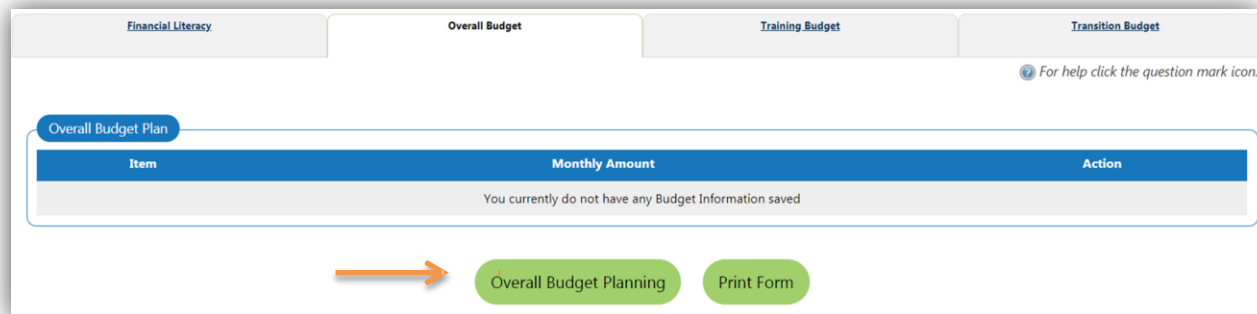 Financial Literacy
Overall Budget
Training Budget
Transition Budget
For help click the question mark icon.
Overall Budget Plan
Item Monthly Amount Action
You currently do not have any Budget Information saved
Overall Budget Planning
Print Form